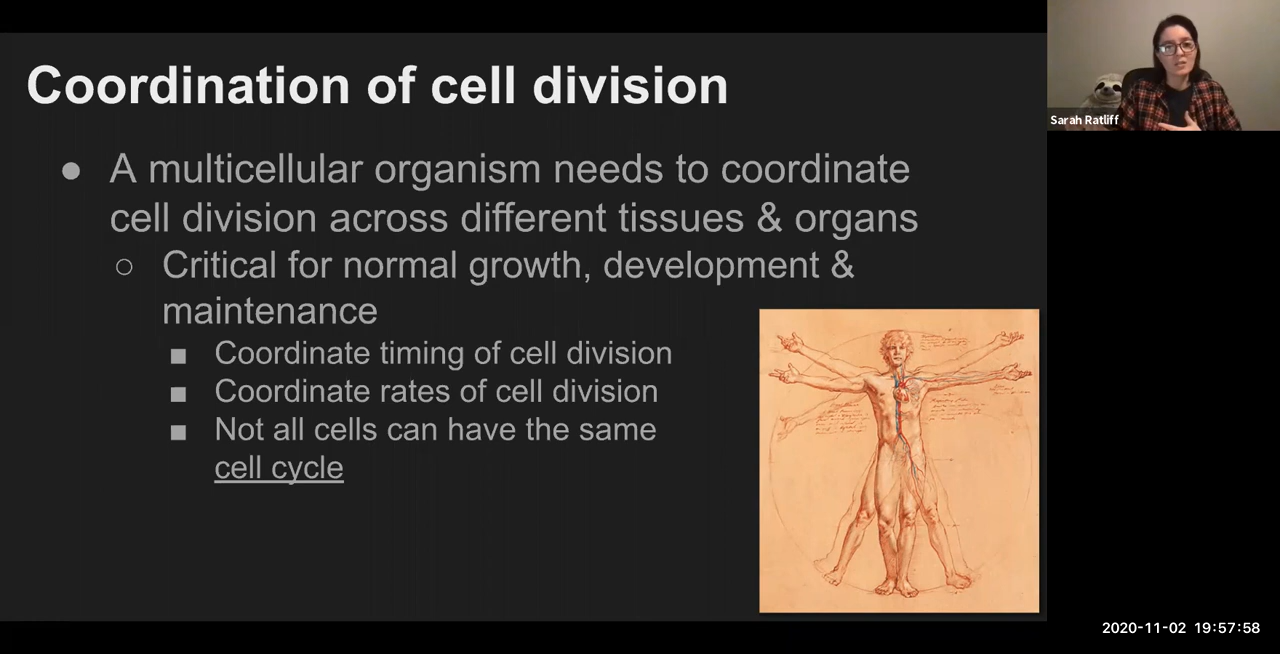 Coordination of cell division
● A multicellular organism needs to coordinate
cell division across different tissues & organs
○ Critical for normal growth, development &
maintenance
■ Coordinate timing of cell division
■ Coordinate rates of cell division
■ Not all cells can have the same
cell cycle
Sarah Ratliff
2020-11-02 19:57:58